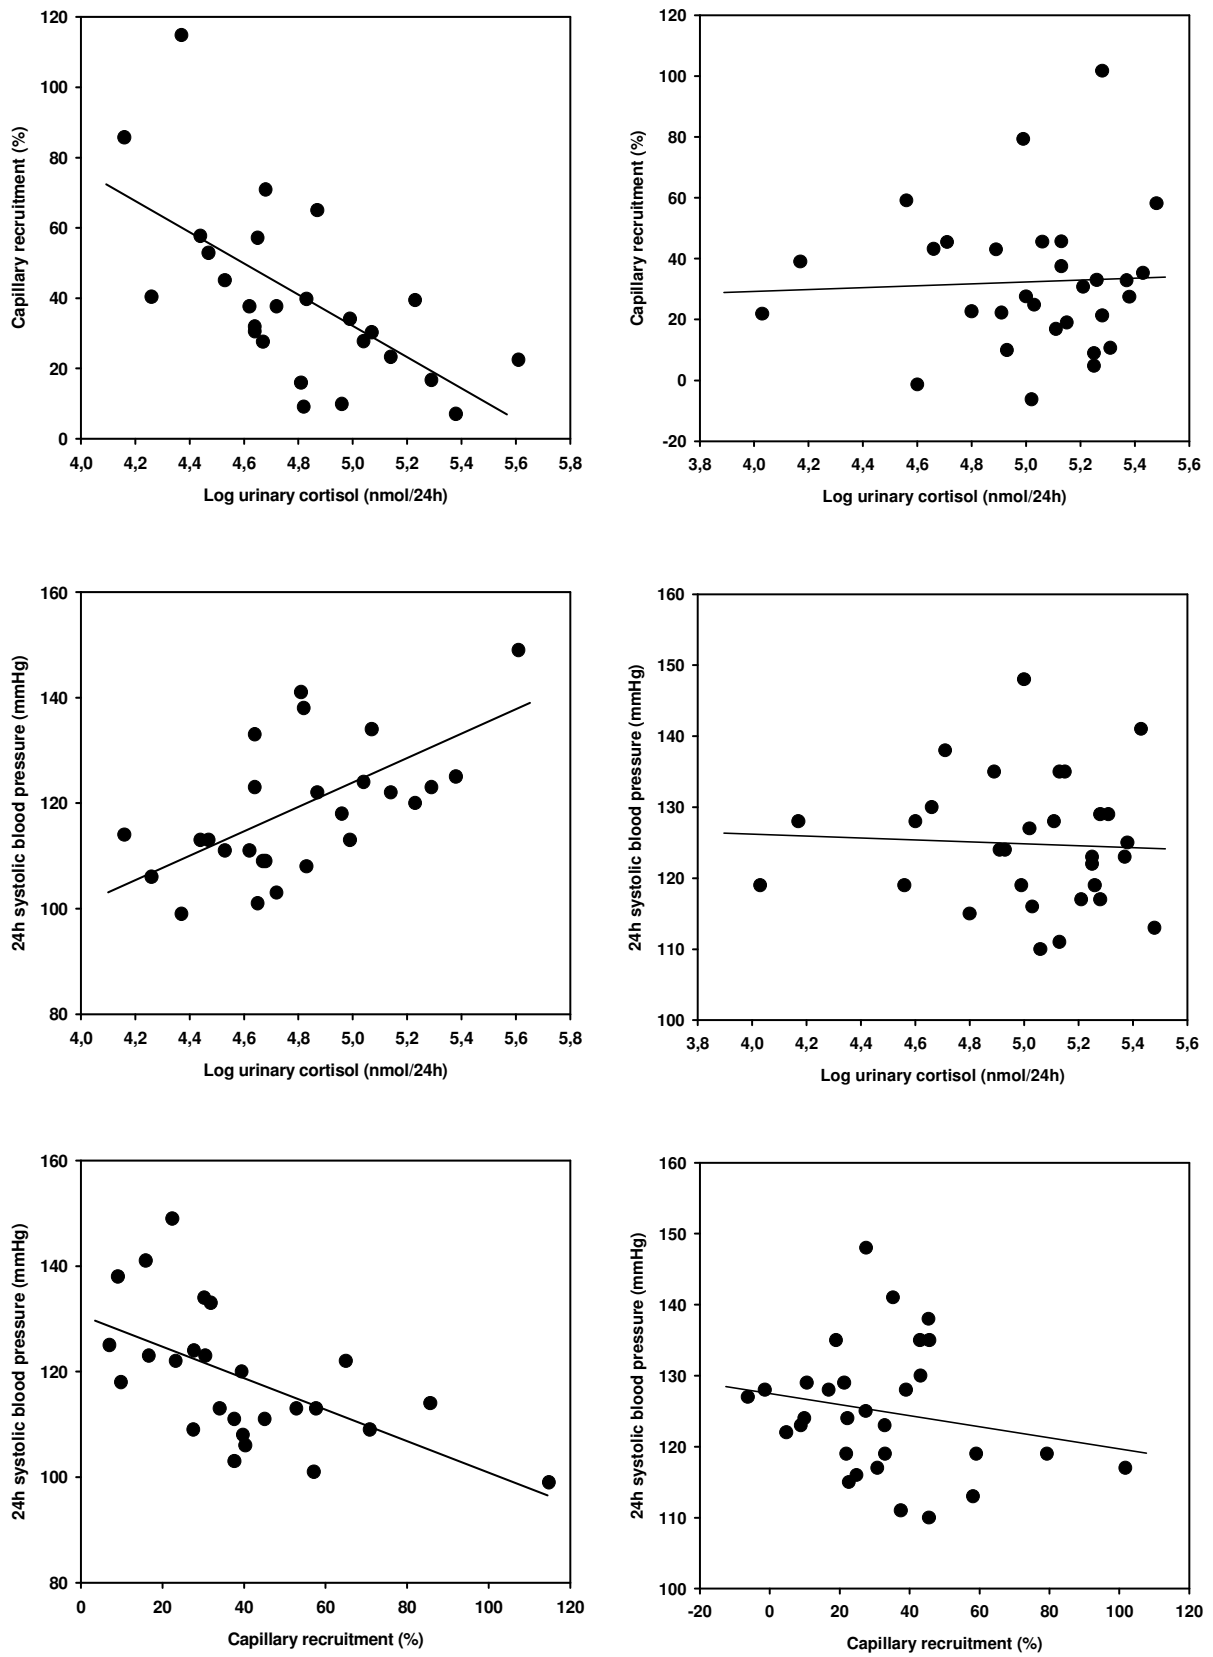 Capillary recruitment (%)
120
100
80
60
40
20
0
4,0 4,2 4,4 4,6 4,8 5,0 5,2 5,4 5,6 5,8
Log urinary cortisol (nmol/24h)
Capillary recruitment (%)
120
100
80
60
40
20
0
-20
3,8 4,0 4,2 4,4 4,6 4,8 5,0 5,2 5,4 5,6
Log urinary cortisol (nmol/24h)
24h systolic blood pressure (mmHg)
160
140
120
100
80
4,0 4,2 4,4 4,6 4,8 5,0 5,2 5,4 5,6 5,8
Log urinary cortisol (nmol/24h)
24h systolic blood pressure (mmHg)
160
150
140
130
120
110
100
3,8 4,0 4,2 4,4 4,6 4,8 5,0 5,2 5,4 5,6
Log urinary cortisol (nmol/24h)
24h systolic blood pressure (mmHg)
160
140
120
100
80
0 20 40 60 80 100 120
Capillary recruitment (%)
24h systolic blood pressure (mmHg)
160
150
140
130
120
110
100
-20 0 20 40 60 80 100 120
Capillary recruitment (%)